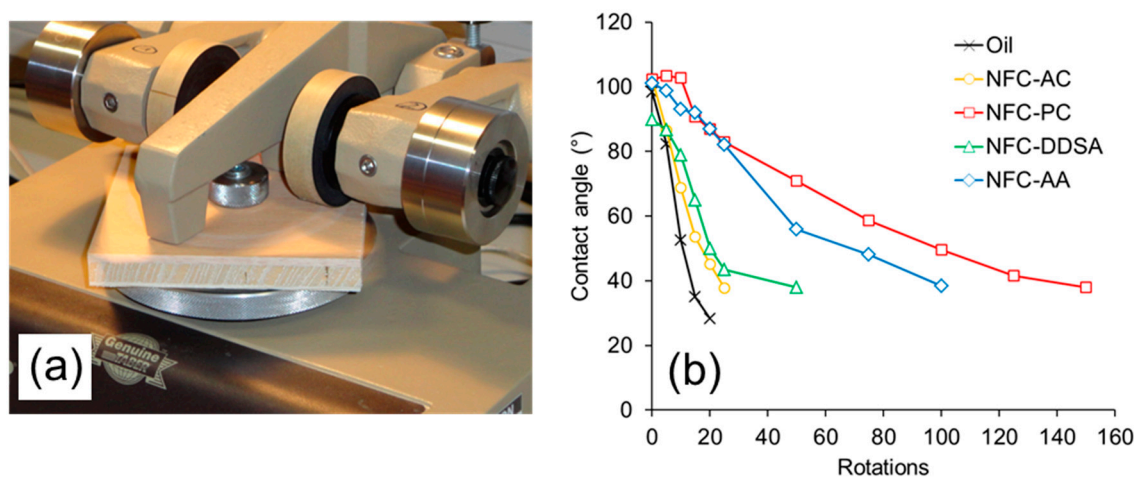 (a)
Genuine
TABER
120
100
80
60
40
20
0
Contact angle (°)
Oil
NFC-AC
NFC-PC
NFC-DDSA
NFC-AA
(b)
0 20 40 60 80 100 120 140 160
Rotations